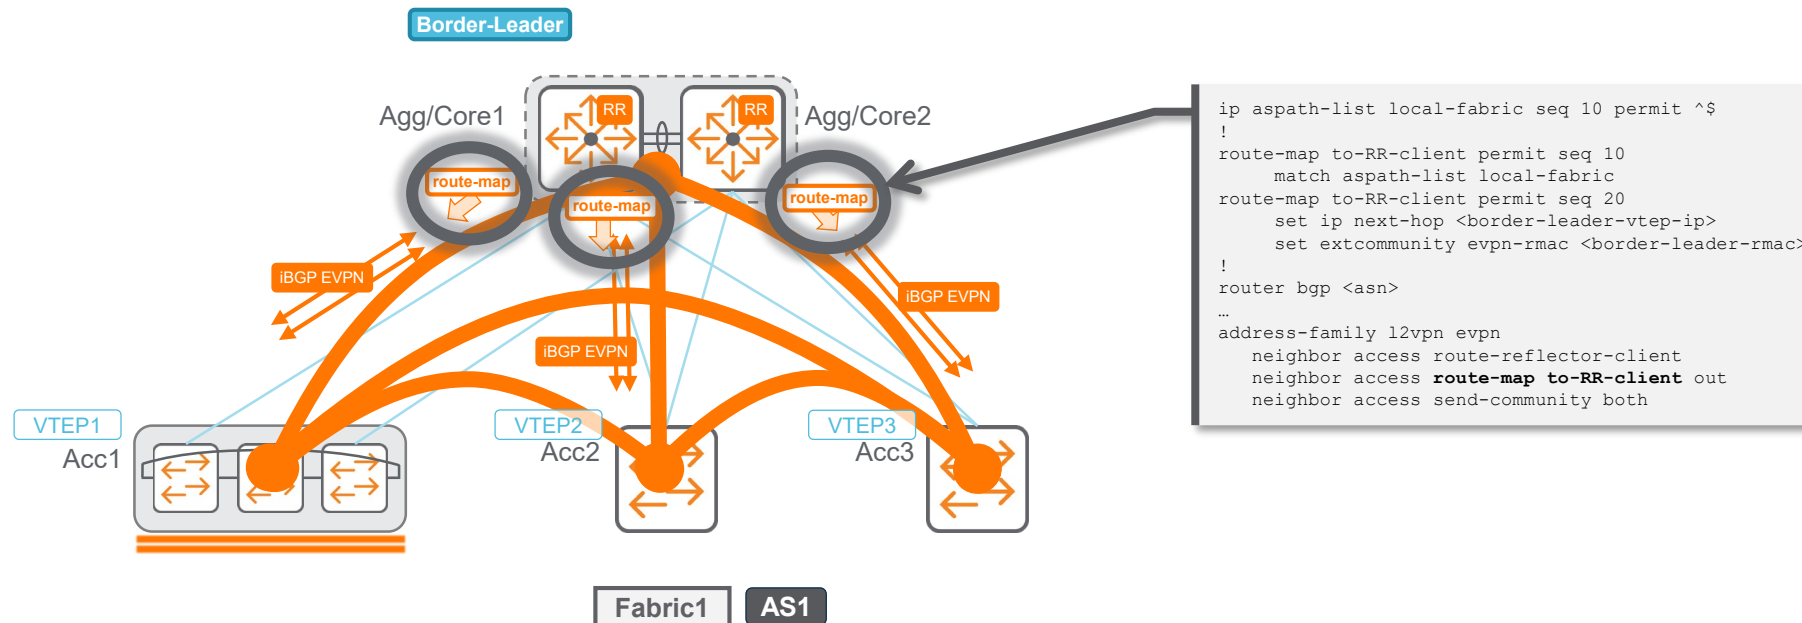 Border-Leader
Agg/Core1
RR
RR
Agg/Core2
route-map
route-map
route-map
iBGP EVPN
iBGP EVPN
iBGP EVPN
VTEP1
Acc1
VTEP2
Acc2
VTEP3
Acc3
Fabric1
AS1
ip aspath-list local-fabric seq 10 permit ^$
!
route-map to-RR-client permit seq 10
match aspath-list local-fabric
route-map to-RR-client permit seq 20
set ip next-hop <border-leader-vtep-ip>
set extcommunity evpn-rmac <border-leader-rmac>
!
router bgp <asn>
…
address-family l2vpn evpn
neighbor access route-reflector-client
neighbor access route-map to-RR-client out
neighbor access send-community both